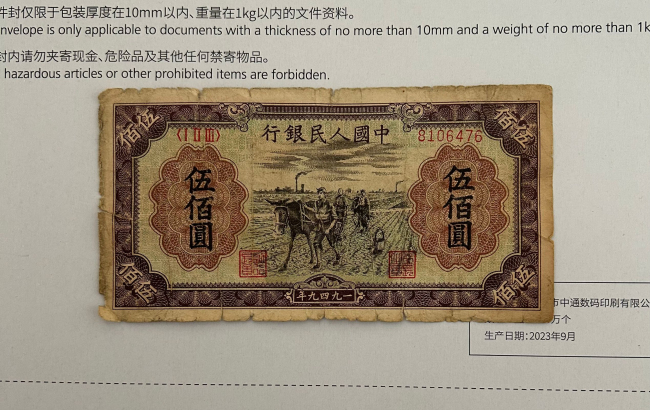 件封仅限于包装厚度在10mm以内、重量在1kg以内的文件资料。
nvelope is only applicable to documents with a thickness of no more than 10mm and a weight of no more than 1k
封内请勿夹寄现金、危险品及其他任何禁寄物品。
hazardous articles or other prohibited items are forbidden.
伍佰
伍佰
(I II III)
行銀民人國中
8106476
伍佰圓
伍佰圓
伍佰
伍佰
年九四九一
市中通数码印刷有限公
万个
生产日期:2023年9月